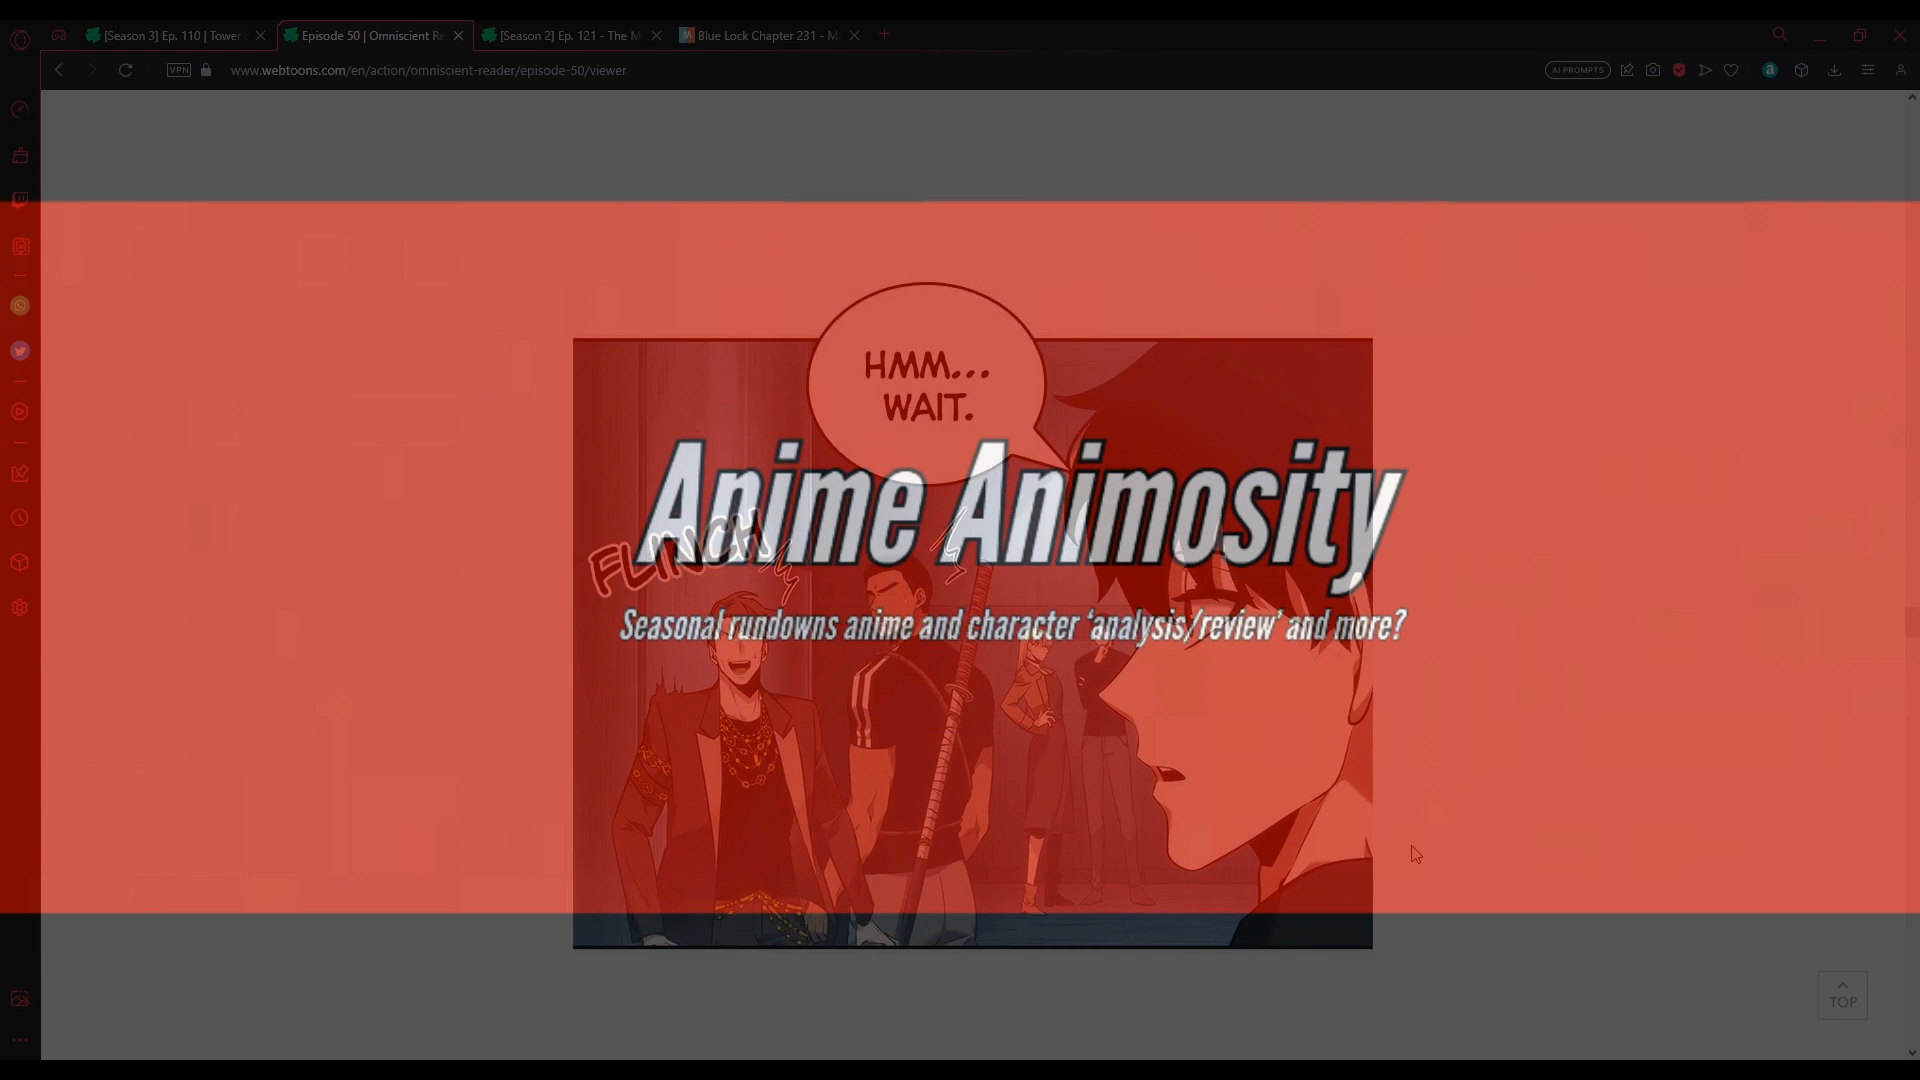 [Season 3] Ep. 110 | Tower
Episode 50 | Omniscient Re
[Season 2] Ep. 121 - The M
Blue Lock Chapter 231 - M
VPN
www.webtoons.com/en/action/omniscient-reader/episode-50/viewer
AI PROMPTS
HMM...
WAIT.
Anime Animosity
FLINCH
Seasonal rundowns anime and character 'analysis/review' and more?
TOP